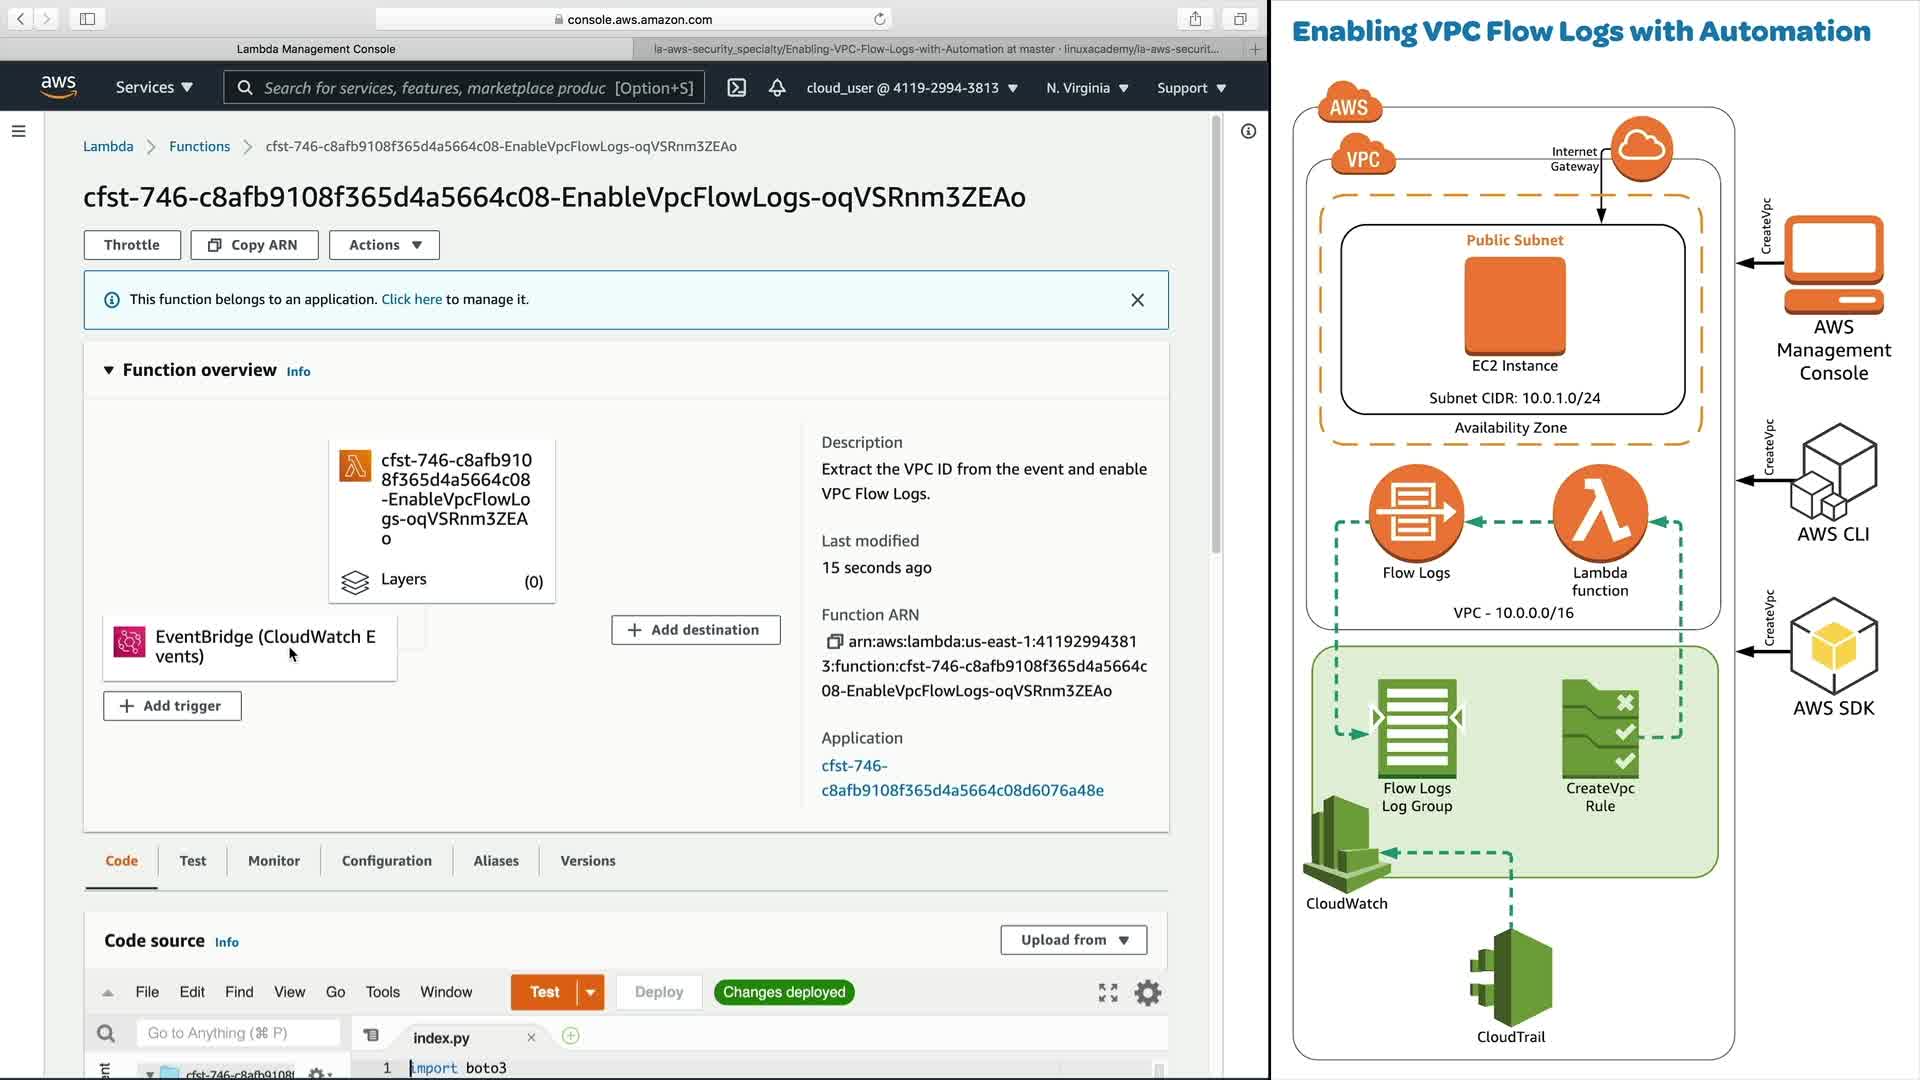 console.aws.amazon.com
Lambda Management Console
la-aws-security_specialty/Enabling-VPC-Flow-Logs-with-Automation at master · linuxacademy/la-aws-securit...
aws
Services
Search for services, features, marketplace produc [Option+S]
cloud_user @ 4119-2994-3813
N. Virginia
Support
Lambda
Functions
cfst-746-c8afb9108f365d4a5664c08-EnableVpcFlowLogs-oqVSRnm3ZEAo
cfst-746-c8afb9108f365d4a5664c08-EnableVpcFlowLogs-oqVSRnm3ZEAo
Throttle
Copy ARN
Actions
This function belongs to an application. Click here to manage it.
Function overview Info
cfst-746-c8afb910
8f365d4a5664c08
-EnableVpcFlowLo
gs-oqVSRnm3ZEA
o
Layers (0)
EventBridge (CloudWatch E
vents)
+ Add trigger
+ Add destination
Description
Extract the VPC ID from the event and enable
VPC Flow Logs.
Last modified
15 seconds ago
Function ARN
arn:aws:lambda:us-east-1:41192994381
3:function:cfst-746-c8afb9108f365d4a5664c
08-EnableVpcFlowLogs-oqVSRnm3ZEAo
Application
cfst-746-
c8afb9108f365d4a5664c08d6076a48e
Code
Test
Monitor
Configuration
Aliases
Versions
Code source Info
Upload from
File Edit Find View Go Tools Window
Test
Deploy
Changes deployed
Go to Anything (⌘ P)
index.py
cfst-746-c8afb9108f
1 import boto3
Enabling VPC Flow Logs with Automation
AWS
VPC
Internet
Gateway
Public Subnet
EC2 Instance
Subnet CIDR: 10.0.1.0/24
Availability Zone
Flow Logs
Lambda
function
VPC - 10.0.0.0/16
Flow Logs
Log Group
CreateVpc
Rule
CloudWatch
CloudTrail
CreateVpc
AWS
Management
Console
CreateVpc
AWS CLI
CreateVpc
AWS SDK